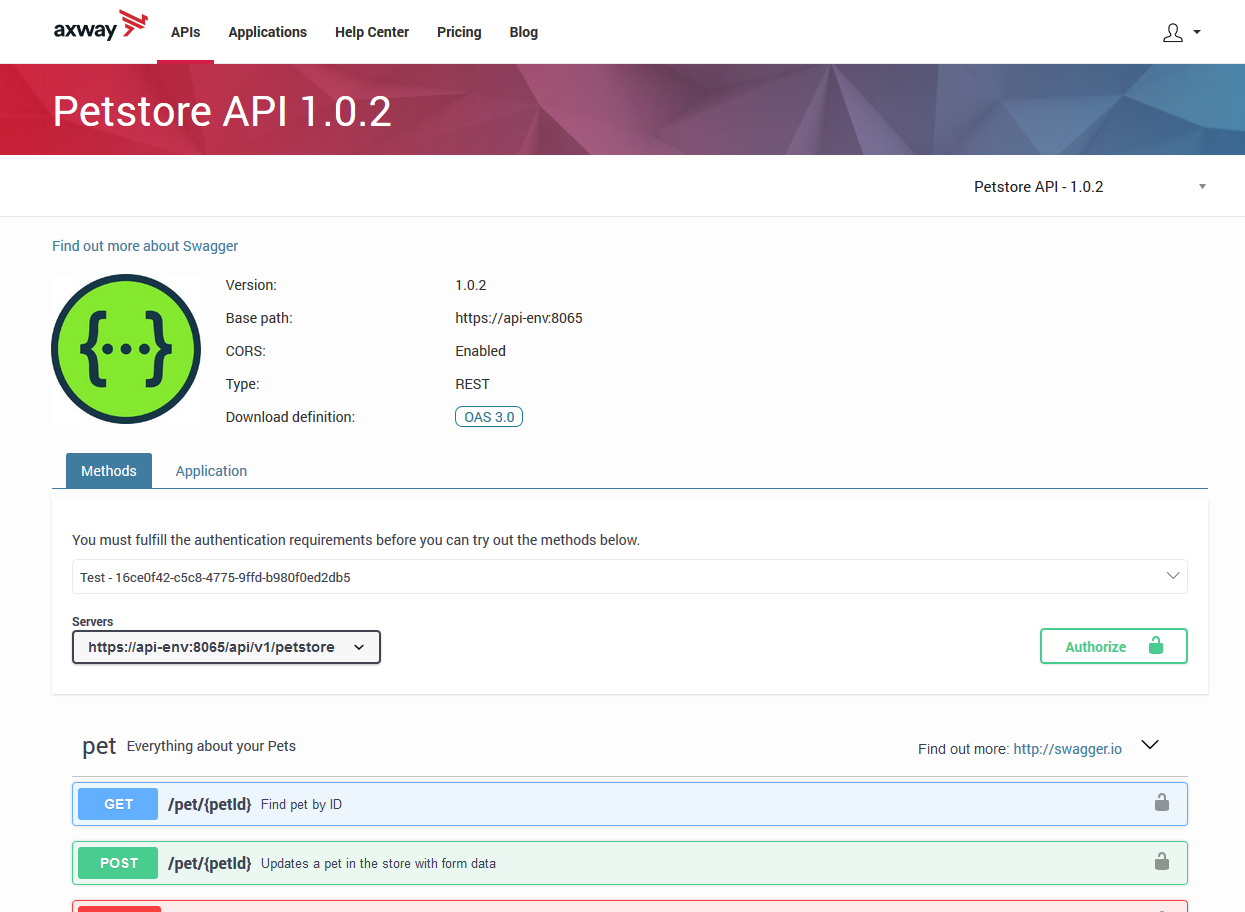 axway APIs Applications Help Center Pricing Blog
Petstore API 1.0.2
Petstore API - 1.0.2
Find out more about Swagger
{...}
Version: 1.0.2
Base path: https://api-env:8065
CORS: Enabled
Type: REST
Download definition: OAS 3.0
Methods Application
You must fulfill the authentication requirements before you can try out the methods below.
Test - 16ce0f42-c5c8-4775-9ffd-b980f0ed2db5
Servers
https://api-env:8065/api/v1/petstore Authorize
pet Everything about your Pets Find out more: http://swagger.io
GET /pet/{petId} Find pet by ID
POST /pet/{petId} Updates a pet in the store with form data